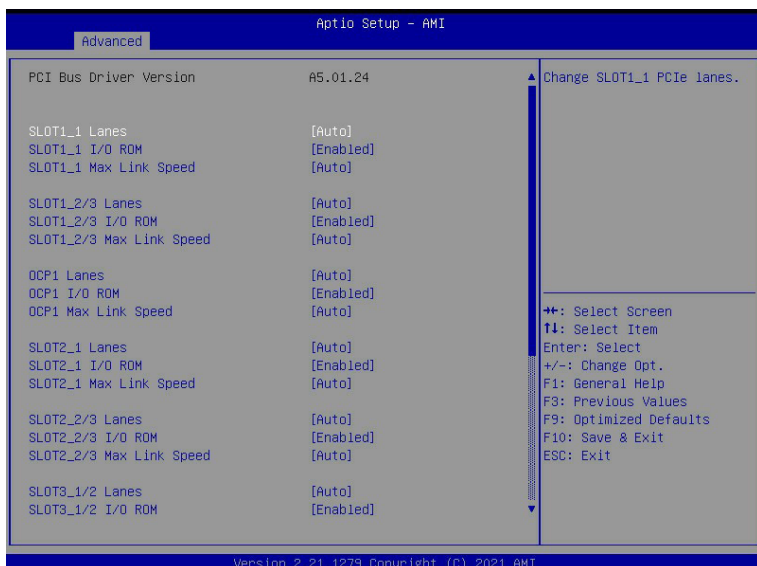 Aptio Setup – AMI
Advanced
PCI Bus Driver Version A5.01.24
SLOT1_1 Lanes [Auto]
SLOT1_1 I/O ROM [Enabled]
SLOT1_1 Max Link Speed [Auto]
SLOT1_2/3 Lanes [Auto]
SLOT1_2/3 I/O ROM [Enabled]
SLOT1_2/3 Max Link Speed [Auto]
OCP1 Lanes [Auto]
OCP1 I/O ROM [Enabled]
OCP1 Max Link Speed [Auto]
SLOT2_1 Lanes [Auto]
SLOT2_1 I/O ROM [Enabled]
SLOT2_1 Max Link Speed [Auto]
SLOT2_2/3 Lanes [Auto]
SLOT2_2/3 I/O ROM [Enabled]
SLOT2_2/3 Max Link Speed [Auto]
SLOT3_1/2 Lanes [Auto]
SLOT3_1/2 I/O ROM [Enabled]
Change SLOT1_1 PCIe lanes.
→←: Select Screen
↑↓: Select Item
Enter: Select
+/-: Change Opt.
F1: General Help
F3: Previous Values
F9: Optimized Defaults
F10: Save & Exit
ESC: Exit
Version 2.21.1279 Copyright (C) 2021 AMI